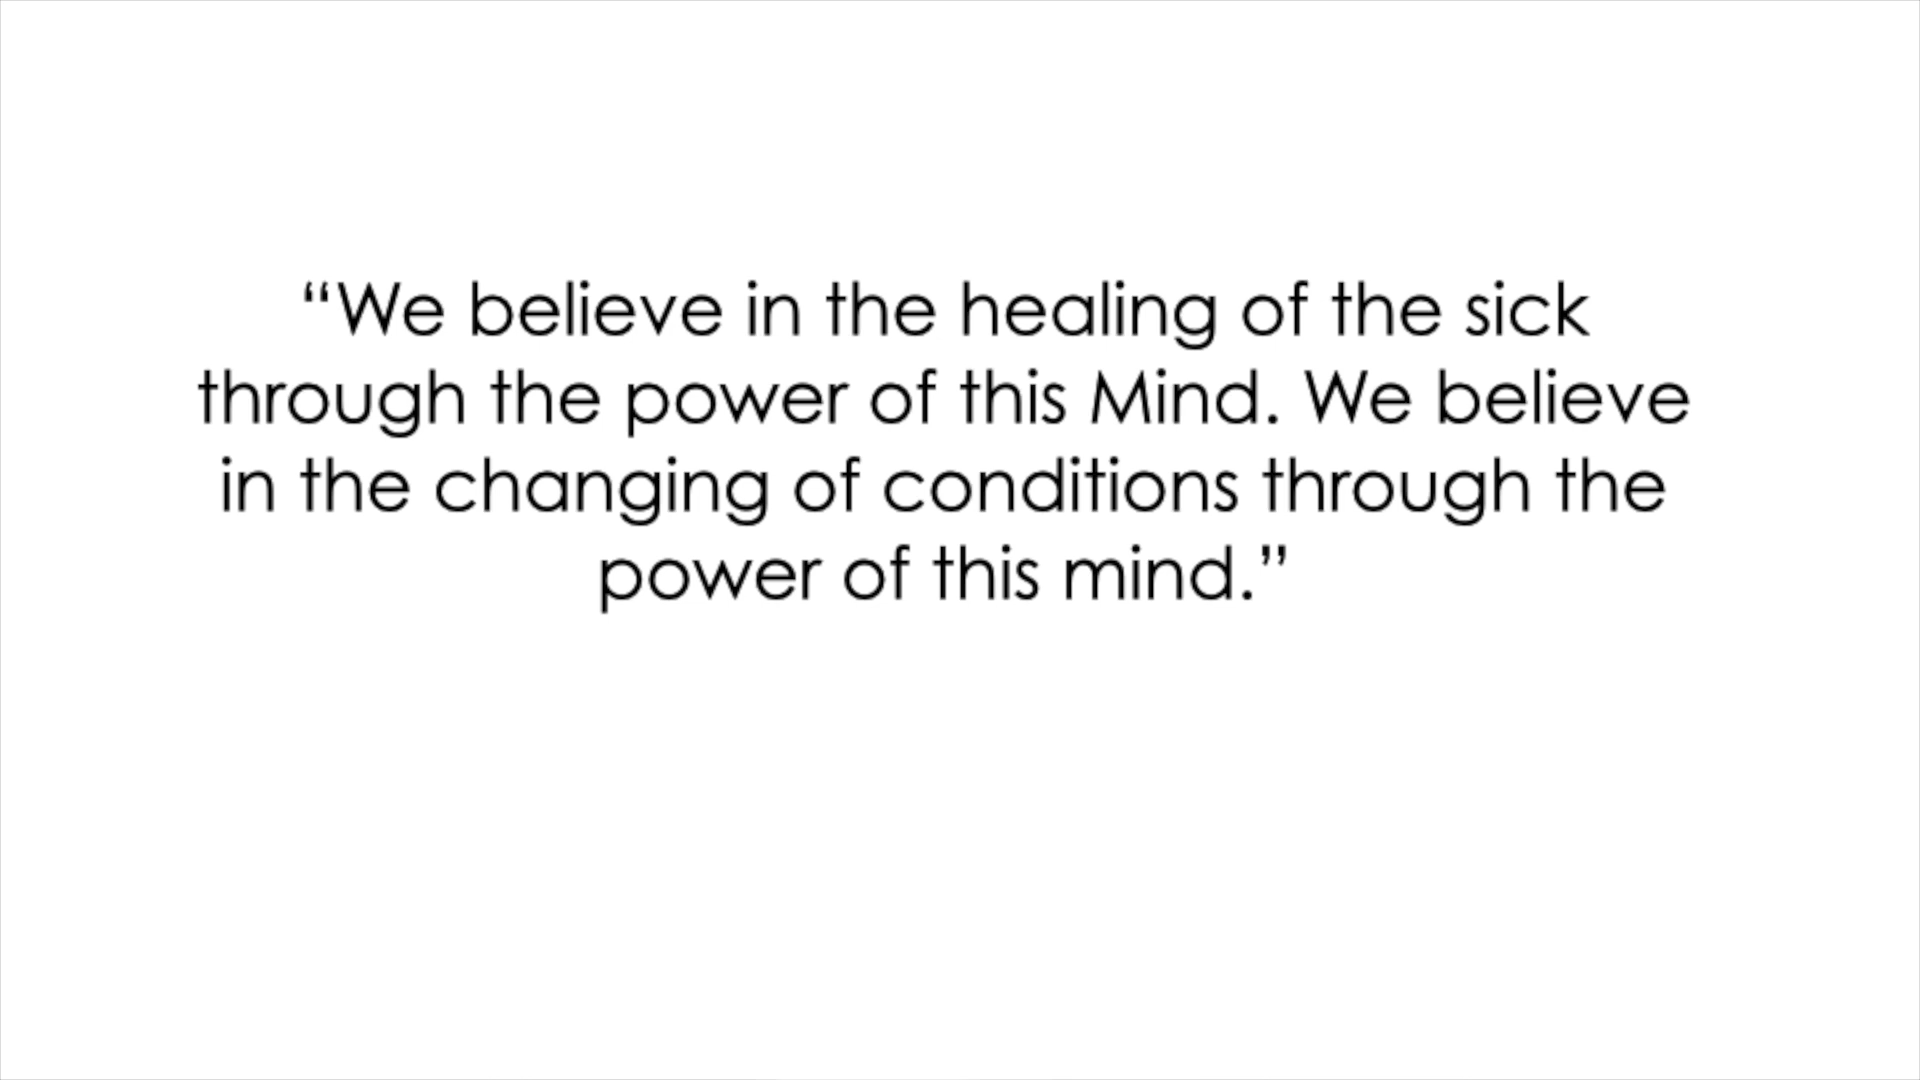 “We believe in the healing of the sick
through the power of this Mind. We believe
in the changing of conditions through the
power of this mind.”